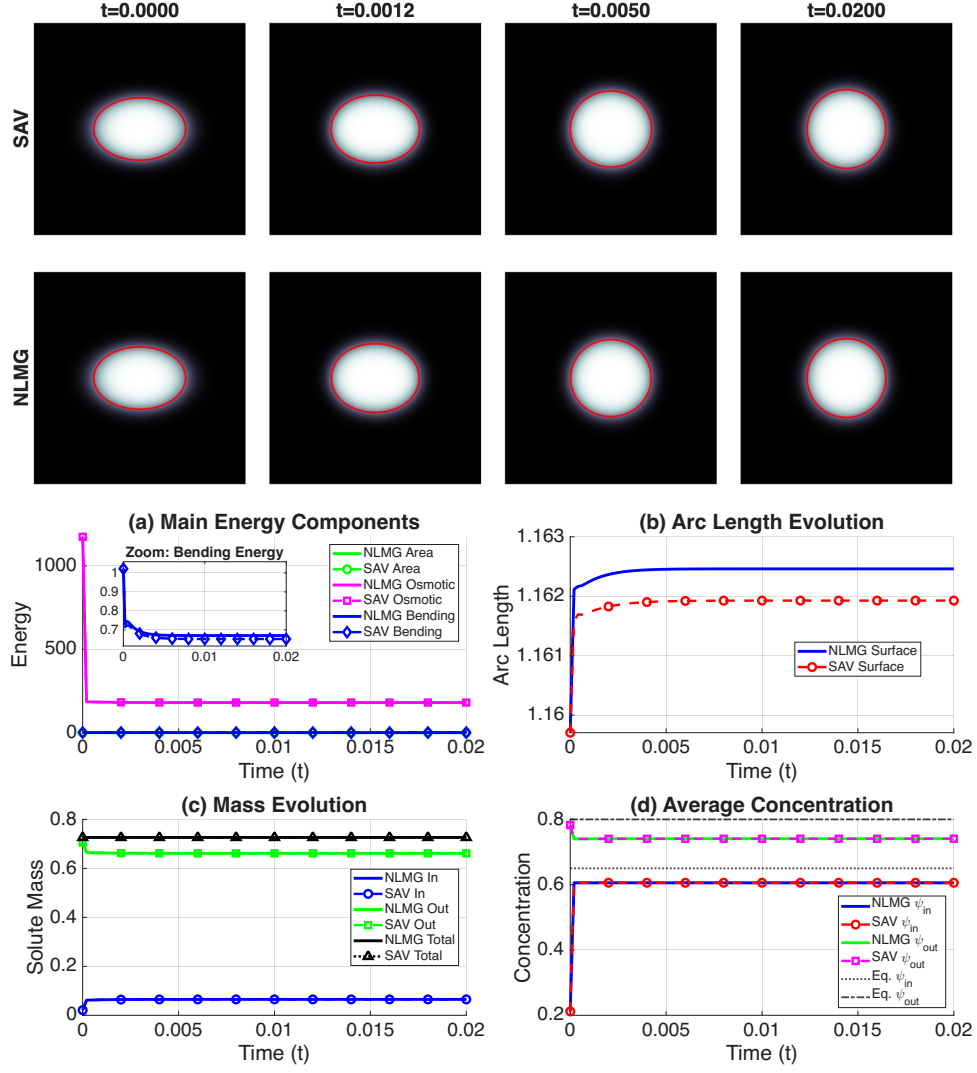 t=0.0000 t=0.0012 t=0.0050 t=0.0200
SAV
NLMG
(a) Main Energy Components
Zoom: Bending Energy
1
0.9
0.8
0.7
0 0.01 0.02
NLMG Area
SAV Area
NLMG Osmotic
SAV Osmotic
NLMG Bending
SAV Bending
1000
500
0
Energy
0 0.005 0.01 0.015 0.02
Time (t)
(b) Arc Length Evolution
1.163
1.162
1.161
1.16
Arc Length
NLMG Surface
SAV Surface
0 0.005 0.01 0.015 0.02
Time (t)
(c) Mass Evolution
0.8
0.6
0.4
0.2
0
Solute Mass
NLMG In
SAV In
NLMG Out
SAV Out
NLMG Total
SAV Total
0 0.005 0.01 0.015 0.02
Time (t)
(d) Average Concentration
0.8
0.6
0.4
0.2
Concentration
NLMG ψ_in
SAV ψ_in
NLMG ψ_out
SAV ψ_out
Eq. ψ_in
Eq. ψ_out
0 0.005 0.01 0.015 0.02
Time (t)